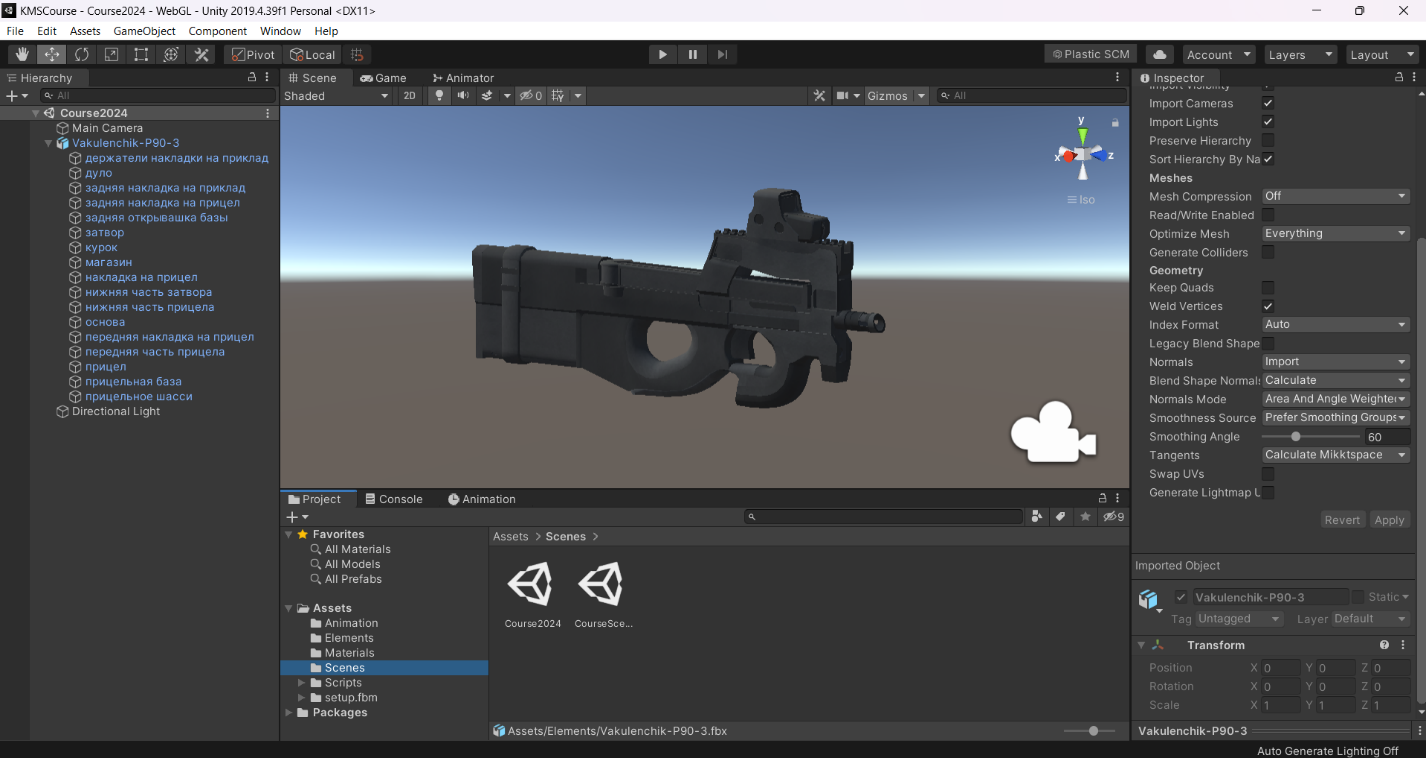 KMSCourse - Course2024 - WebGL - Unity 2019.4.39f1 Personal <DX11>
File Edit Assets GameObject Component Window Help
Pivot Local Plastic SCM Account Layers Layout
Hierarchy
All
Course2024
Main Camera
Vakulenchik-P90-3
держатели накладки на приклад
дуло
задняя накладка на приклад
задняя накладка на прицел
задняя открывашка базы
затвор
курок
магазин
накладка на прицел
нижняя часть затвора
нижняя часть прицела
основа
передняя накладка на прицел
передняя часть прицела
прицел
прицельная база
прицельное шасси
Directional Light
Scene Game Animator
Shaded 2D 0 Gizmos All
y
x z
Iso
Project Console Animation
9
Favorites
All Materials
All Models
All Prefabs
Assets
Animation
Elements
Materials
Scenes
Scripts
setup.fbm
Packages
Assets > Scenes >
Course2024 CourseSce...
Assets/Elements/Vakulenchik-P90-3.fbx
Inspector
Import Visibility
Import Cameras
Import Lights
Preserve Hierarchy
Sort Hierarchy By Na
Meshes
Mesh Compression Off
Read/Write Enabled
Optimize Mesh Everything
Generate Colliders
Geometry
Keep Quads
Weld Vertices
Index Format Auto
Legacy Blend Shape
Normals Import
Blend Shape Normals Calculate
Normals Mode Area And Angle Weighted
Smoothness Source Prefer Smoothing Groups
Smoothing Angle 60
Tangents Calculate Mikktspace
Swap UVs
Generate Lightmap U
Revert Apply
Imported Object
Vakulenchik-P90-3 Static
Tag Untagged Layer Default
Transform
Position X 0 Y 0 Z 0
Rotation X 0 Y 0 Z 0
Scale X 1 Y 1 Z 1
Vakulenchik-P90-3
Auto Generate Lighting Off